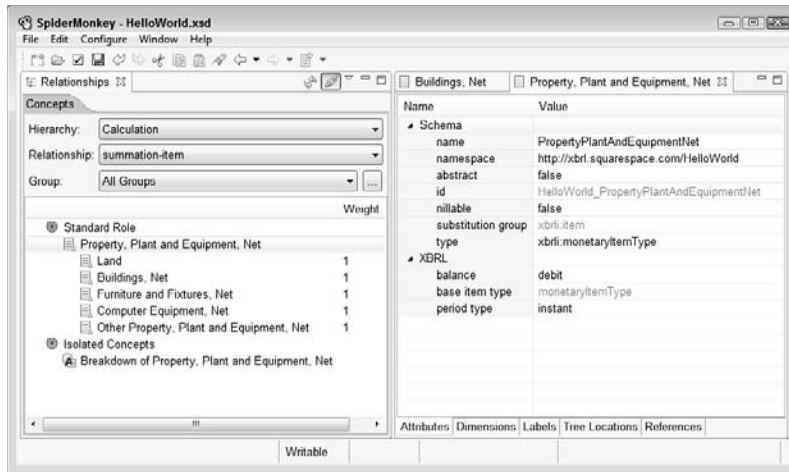 SpiderMonkey - HelloWorld.xsd
File Edit Configure Window Help
Relationships
Concepts
Hierarchy: Calculation
Relationship: summation-item
Group: All Groups ...
Weight
Standard Role
Property, Plant and Equipment, Net
Land 1
Buildings, Net 1
Furniture and Fixtures, Net 1
Computer Equipment, Net 1
Other Property, Plant and Equipment, Net 1
Isolated Concepts
A Breakdown of Property, Plant and Equipment, Net
Buildings, Net Property, Plant and Equipment, Net
Name Value
Schema
name PropertyPlantAndEquipmentNet
namespace http://xbrl.squarespace.com/HelloWorld
abstract false
id HelloWorld_PropertyPlantAndEquipmentNet
nillable false
substitution group xbrli:item
type xbrli:monetaryItemType
XBRL
balance debit
base item type monetaryItemType
period type instant
Attributes Dimensions Labels Tree Locations References
Writable